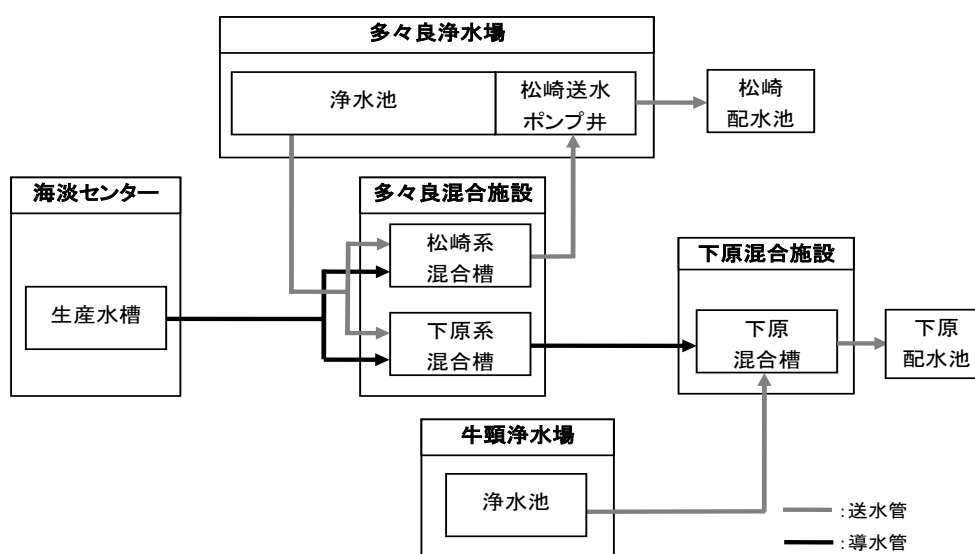 多々良浄水場
浄水池
松崎送水
ポンプ井
松崎
配水池
海淡センター
生産水槽
多々良混合施設
松崎系
混合槽
下原系
混合槽
下原混合施設
下原
混合槽
下原
配水池
牛頸浄水場
浄水池
:送水管
:導水管